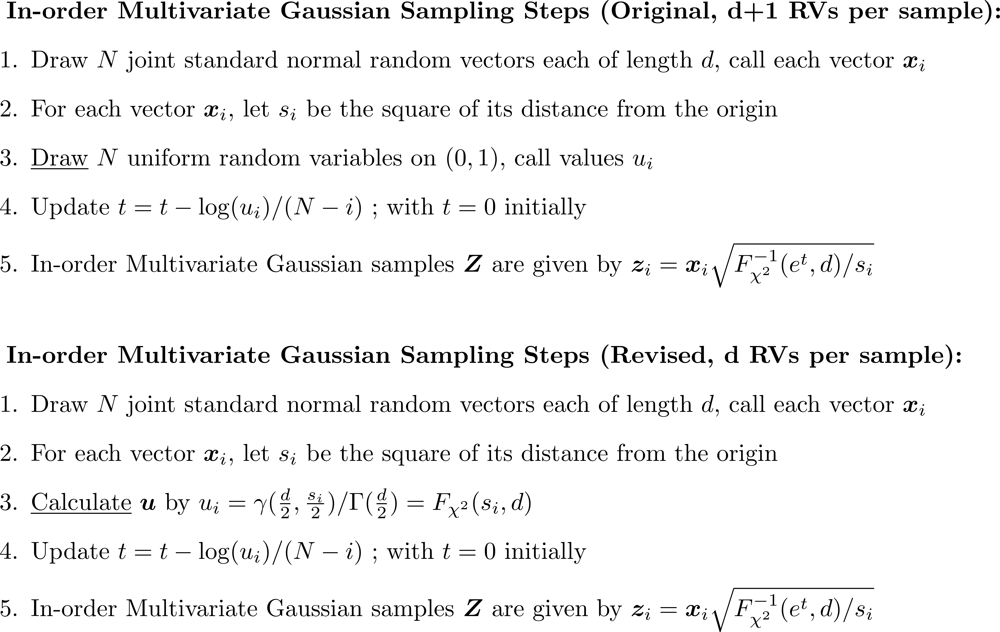 In-order Multivariate Gaussian Sampling Steps (Original, d+1 RVs per sample):
1. Draw $N$ joint standard normal random vectors each of length $d$, call each vector $\boldsymbol{x}_i$
2. For each vector $\boldsymbol{x}_i$, let $s_i$ be the square of its distance from the origin
3. Draw $N$ uniform random variables on $(0, 1)$, call values $u_i$
4. Update $t = t - \log(u_i)/(N - i)$ ; with $t = 0$ initially
5. In-order Multivariate Gaussian samples $\boldsymbol{Z}$ are given by $\boldsymbol{z}_i = \boldsymbol{x}_i \sqrt{F_{\chi^2}^{-1}(e^t, d)/s_i}$
In-order Multivariate Gaussian Sampling Steps (Revised, d RVs per sample):
1. Draw $N$ joint standard normal random vectors each of length $d$, call each vector $\boldsymbol{x}_i$
2. For each vector $\boldsymbol{x}_i$, let $s_i$ be the square of its distance from the origin
3. Calculate $\boldsymbol{u}$ by $u_i = \gamma(\frac{d}{2}, \frac{s_i}{2})/\Gamma(\frac{d}{2}) = F_{\chi^2}(s_i, d)$
4. Update $t = t - \log(u_i)/(N - i)$ ; with $t = 0$ initially
5. In-order Multivariate Gaussian samples $\boldsymbol{Z}$ are given by $\boldsymbol{z}_i = \boldsymbol{x}_i \sqrt{F_{\chi^2}^{-1}(e^t, d)/s_i}$